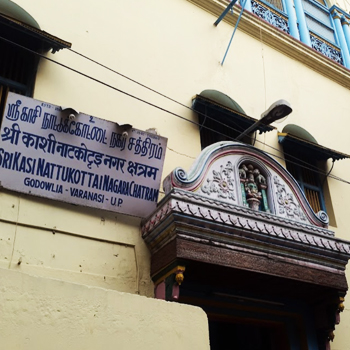 உ
ஸ்ரீ காசி நாட்டுக்கோட்டை நகர சத்திரம்
श्री काशी नाटकोट्ई नगर क्षत्रम
SRI KASI NATTUKOTTAI NAGARA CHATRAM
GODOWLIA - VARANASI - U.P.